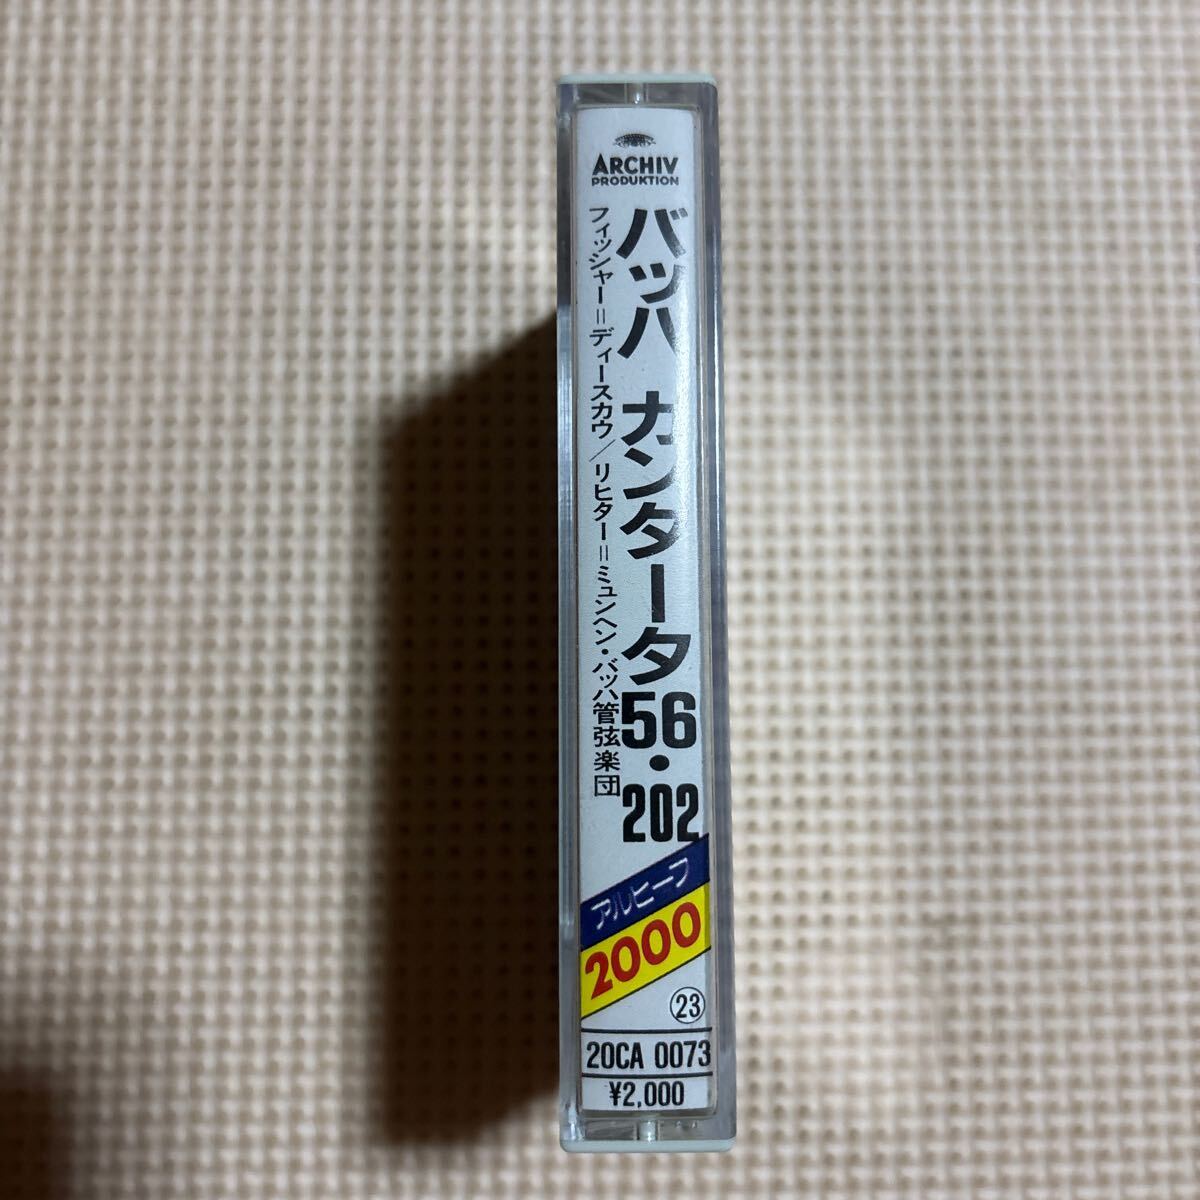 ARCHIV
PRODUKTION
バッハ カンタータ56・202
フィッシャー=ディースカウ/リヒター=ミュンヘン・バッハ管弦楽団
アルヒーフ
2000
㉓
20CA 0073
¥2,000